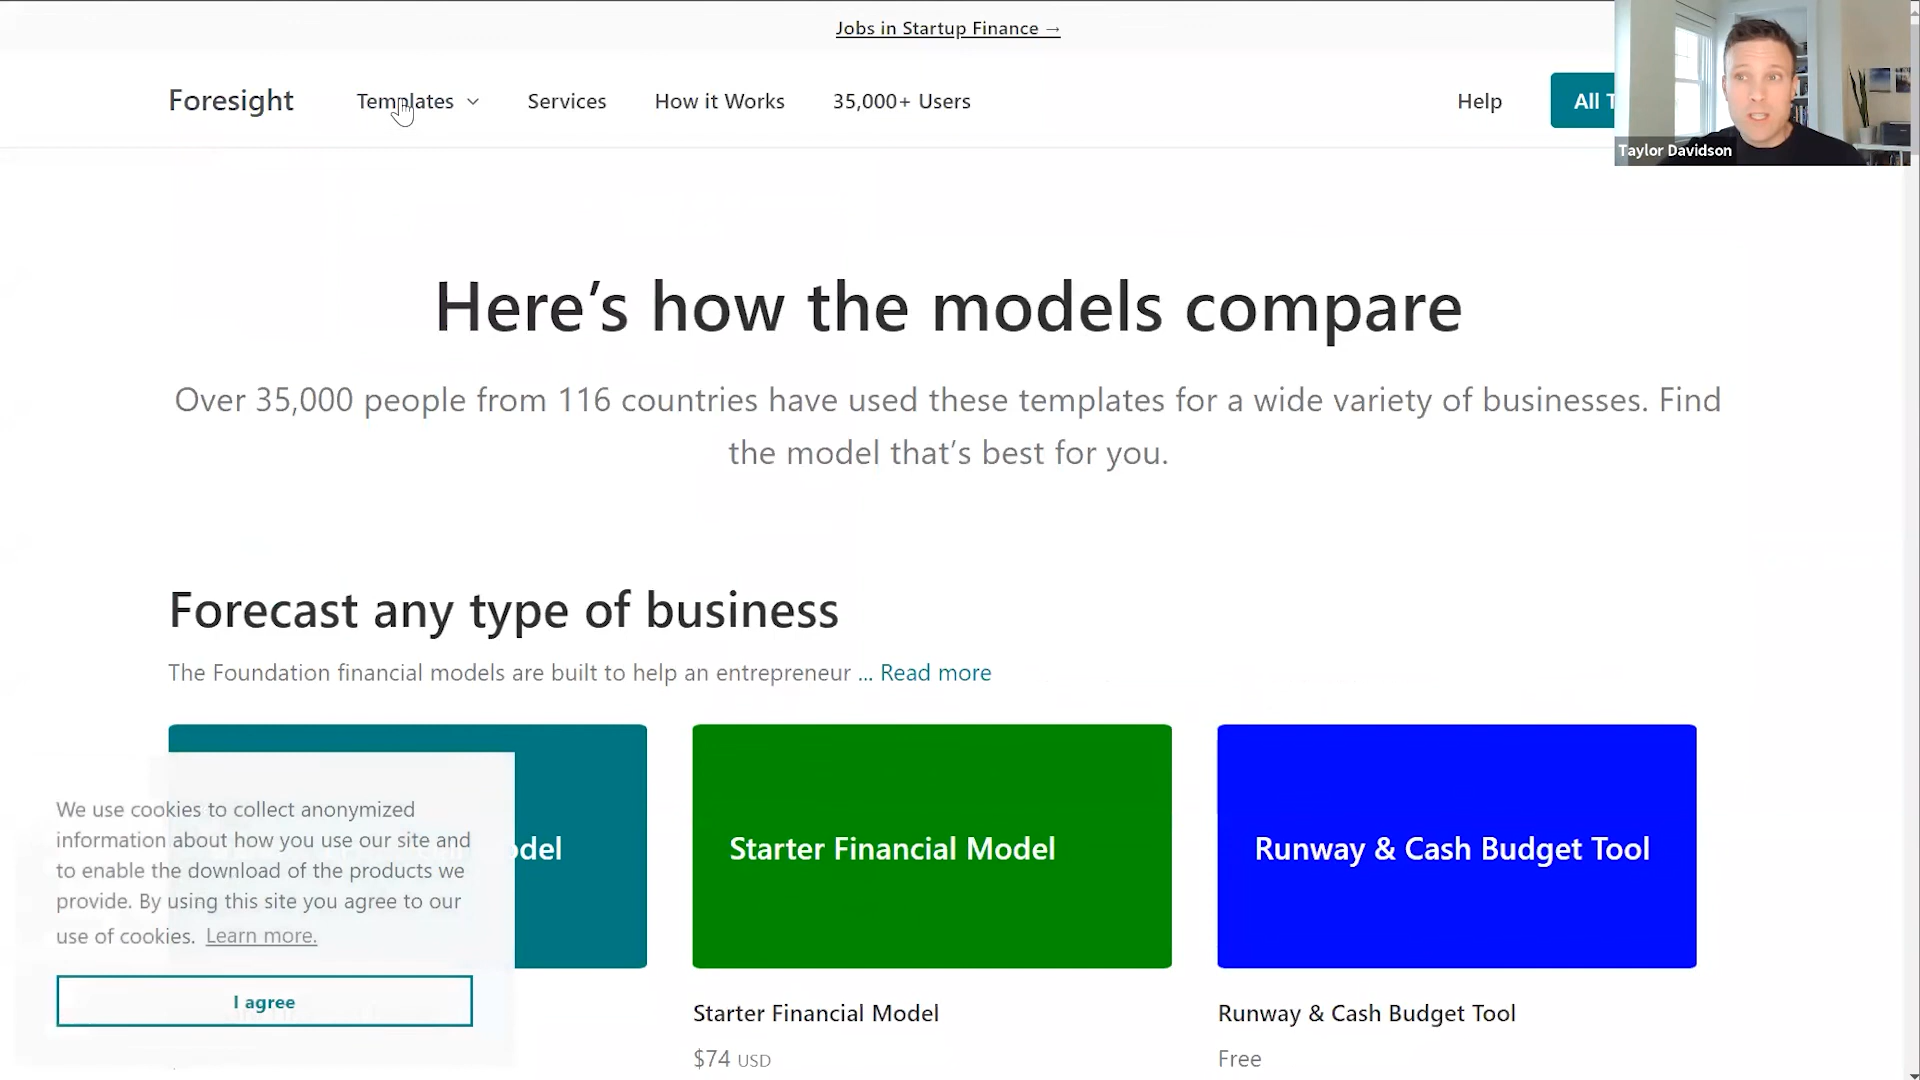 Jobs in Startup Finance →
Foresight
Templates
Services
How it Works
35,000+ Users
Help
All T
Taylor Davidson
Here’s how the models compare
Over 35,000 people from 116 countries have used these templates for a wide variety of businesses. Find
the model that’s best for you.
Forecast any type of business
The Foundation financial models are built to help an entrepreneur ... Read more
odel
Starter Financial Model
Runway & Cash Budget Tool
We use cookies to collect anonymized
information about how you use our site and
to enable the download of the products we
provide. By using this site you agree to our
use of cookies. Learn more.
I agree
Starter Financial Model
Runway & Cash Budget Tool
$74 USD
Free